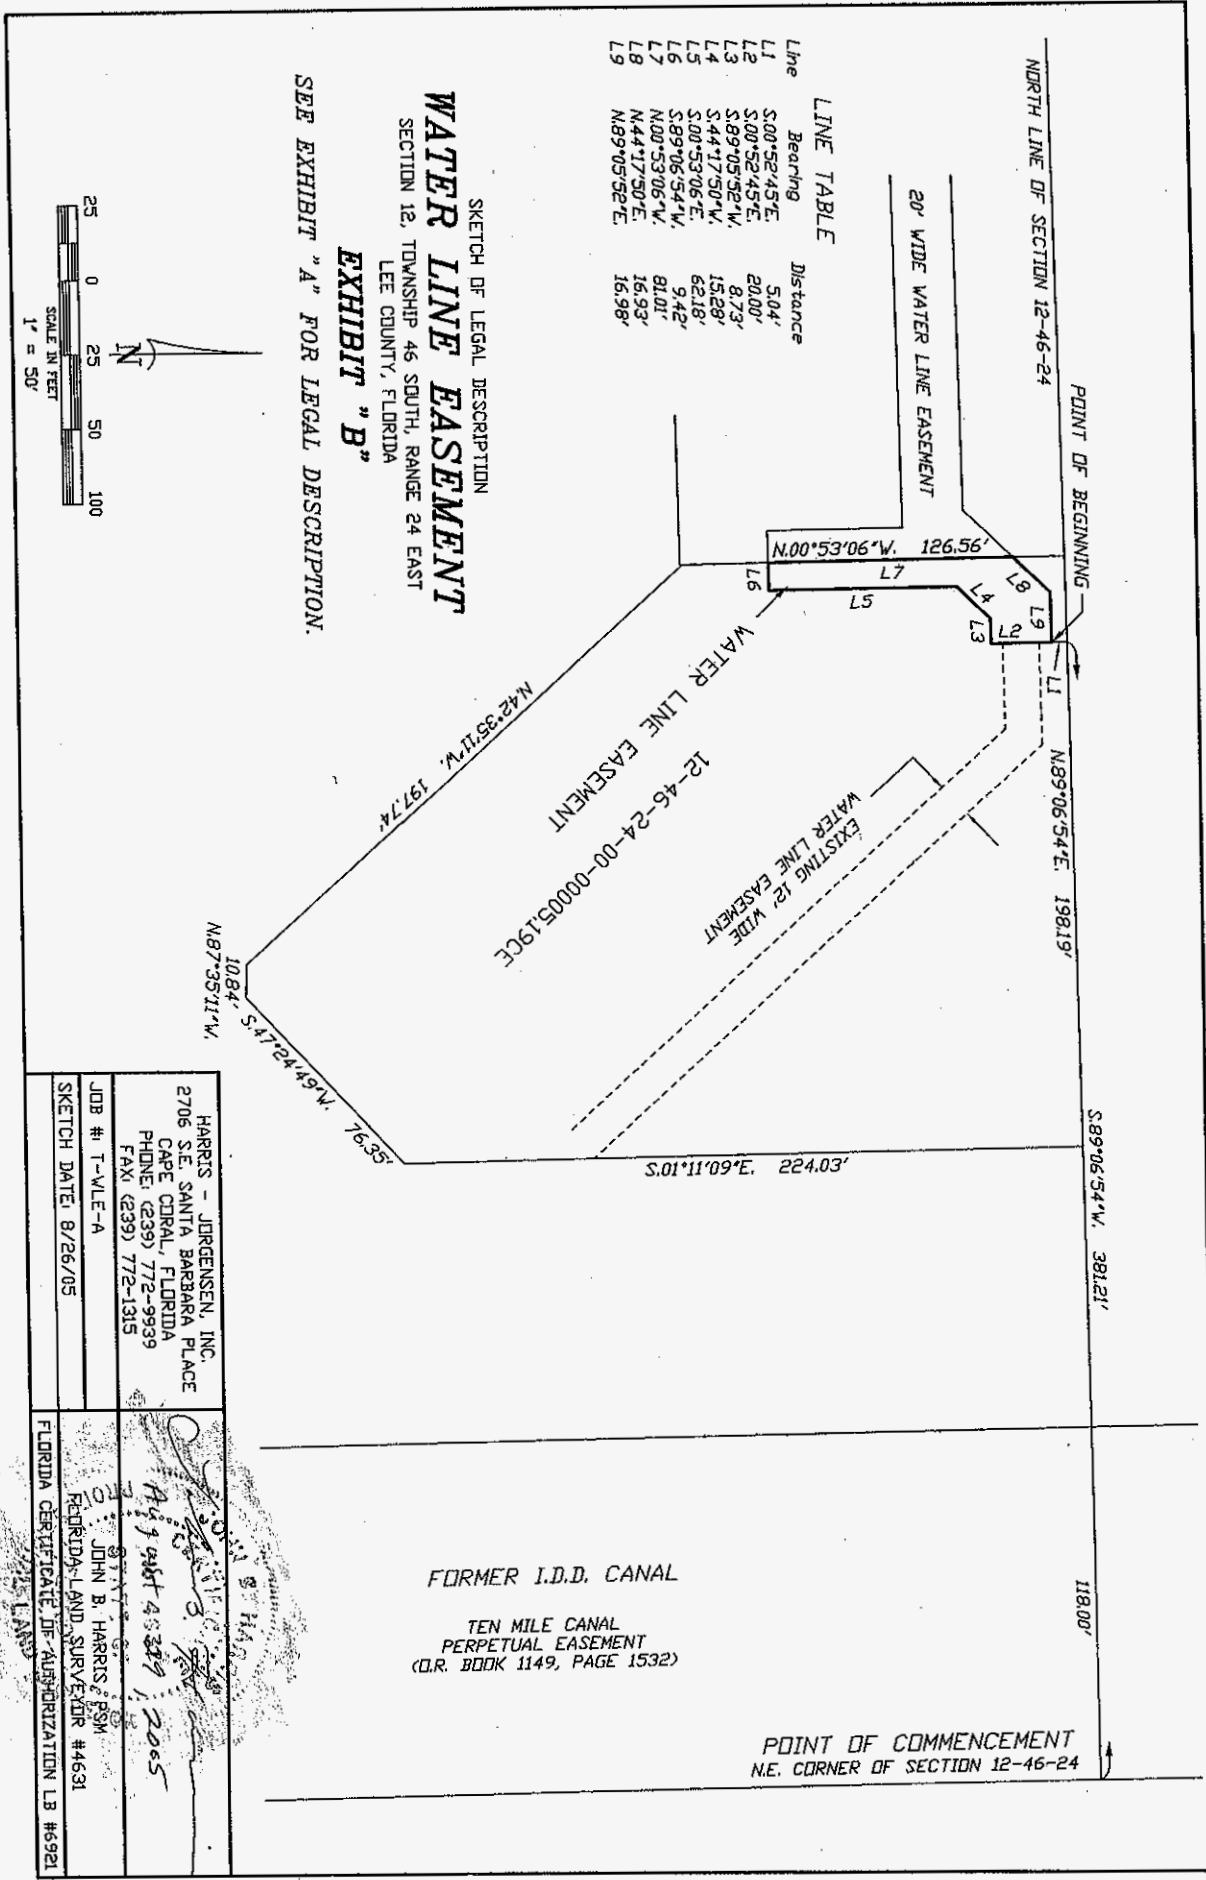 NORTH LINE OF SECTION 12-46-24
POINT OF BEGINNING
20' WIDE WATER LINE EASEMENT
LINE TABLE
Line Bearing Distance
L1 S.00°52'45"E. 5.04'
L2 S.00°52'45"E. 20.00'
L3 S.89°05'52"W. 8.73'
L4 S.44°17'50"W. 15.28'
L5 S.00°53'06"E. 62.18'
L6 S.89°06'54"W. 9.42'
L7 N.00°53'06"W. 81.01'
L8 N.44°17'50"E. 16.93'
L9 N.89°05'52"E. 16.98'
N.00°53'06"W. 126.56'
L7
L8
L9
L6
L5
L4
L3
L2
L1
N.89°06'54"E. 198.19'
S.89°06'54"W. 381.21'
118.00'
WATER LINE EASEMENT
12-46-24-00-00005.19CE
EXISTING 12' WIDE
WATER LINE EASEMENT
N.42°35'11"W. 197.74'
10.84'
N.87°35'11"W.
S.47°24'49"W. 76.35'
S.01°11'09"E. 224.03'
FORMER I.D.D. CANAL
TEN MILE CANAL
PERPETUAL EASEMENT
(O.R. BOOK 1149, PAGE 1532)
POINT OF COMMENCEMENT
N.E. CORNER OF SECTION 12-46-24
SKETCH OF LEGAL DESCRIPTION
WATER LINE EASEMENT
SECTION 12, TOWNSHIP 46 SOUTH, RANGE 24 EAST
LEE COUNTY, FLORIDA
EXHIBIT "B"
SEE EXHIBIT "A" FOR LEGAL DESCRIPTION.
N
25 0 25 50 100
SCALE IN FEET
1" = 50'
HARRIS - JORGENSEN, INC.
2706 S.E. SANTA BARBARA PLACE
CAPE CORAL, FLORIDA
PHONE: (239) 772-9939
FAX: (239) 772-1315
JOB #: T-WLE-A
SKETCH DATE: 8/26/05
August 29, 2005
JOHN B. HARRIS, PSM
FLORIDA LAND SURVEYOR #4631
FLORIDA CERTIFICATE OF AUTHORIZATION LB #6921